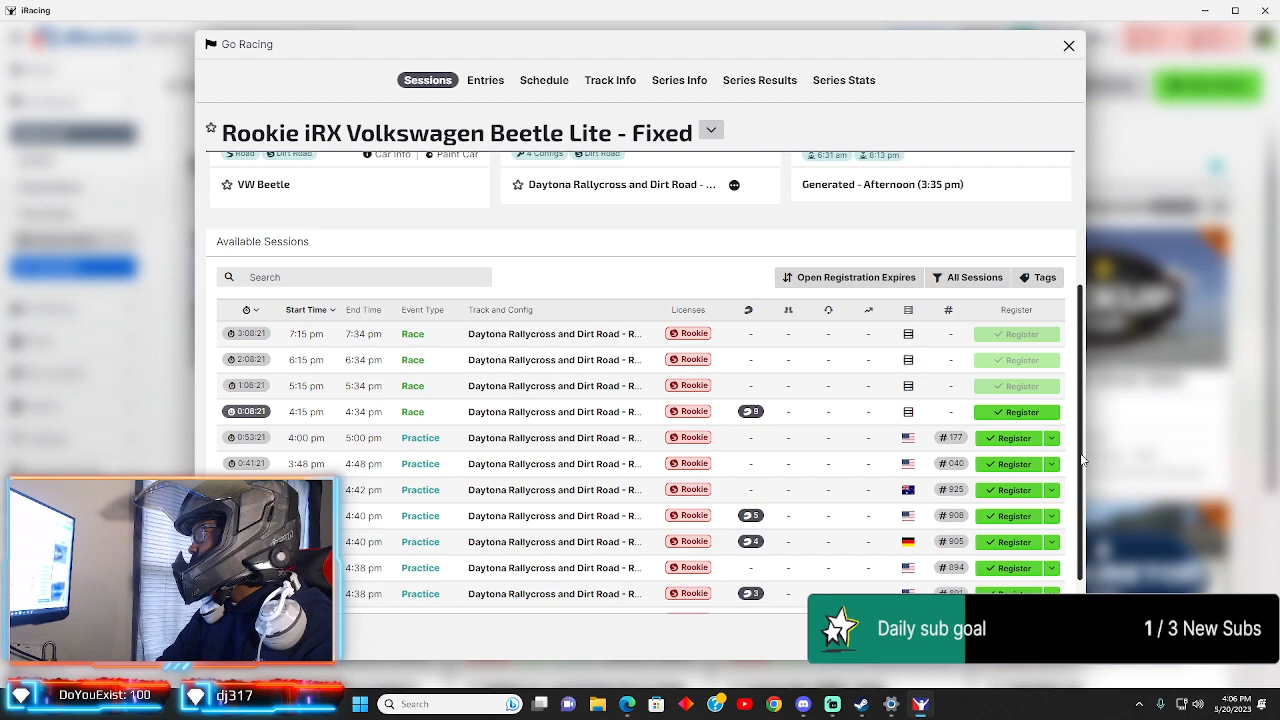 iRacing
Go Racing
Sessions Entries Schedule Track Info Series Info Series Results Series Stats
Rookie iRX Volkswagen Beetle Lite - Fixed
Road Dirt Road Car Info Paint Car 4 Configs Dirt Road 6:31 am 8:13 pm
VW Beetle Daytona Rallycross and Dirt Road - ... Generated - Afternoon (3:35 pm)
Available Sessions
Search Open Registration Expires All Sessions Tags
Start Time End Time Event Type Track and Config Licenses # Register
3:08:21 7:15 pm 7:34 pm Race Daytona Rallycross and Dirt Road - R... Rookie - - - - - Register
2:08:21 6:15 pm 6:34 pm Race Daytona Rallycross and Dirt Road - R... Rookie - - - - - Register
1:08:21 5:15 pm 5:34 pm Race Daytona Rallycross and Dirt Road - R... Rookie - - - - - Register
0:08:21 4:15 pm 4:34 pm Race Daytona Rallycross and Dirt Road - R... Rookie 9 - - - - Register
0:53:21 4:00 pm 5:00 pm Practice Daytona Rallycross and Dirt Road - R... Rookie - - - - # 177 Register
0:41:21 3:48 pm 4:48 pm Practice Daytona Rallycross and Dirt Road - R... Rookie - - - - # 040 Register
4:42 pm Practice Daytona Rallycross and Dirt Road - R... Rookie - - - - # 925 Register
pm Practice Daytona Rallycross and Dirt Road - R... Rookie 5 - - - # 908 Register
pm Practice Daytona Rallycross and Dirt Road - R... Rookie 4 - - - # 905 Register
pm Practice Daytona Rallycross and Dirt Road - R... Rookie - - - - # 894 Register
4:38 pm Practice Daytona Rallycross and Dirt Road - R... Rookie 3 - - -
Daily sub goal 1 / 3 New Subs
DoYouExist: 100 dj317
Search
4:06 PM
5/20/2023